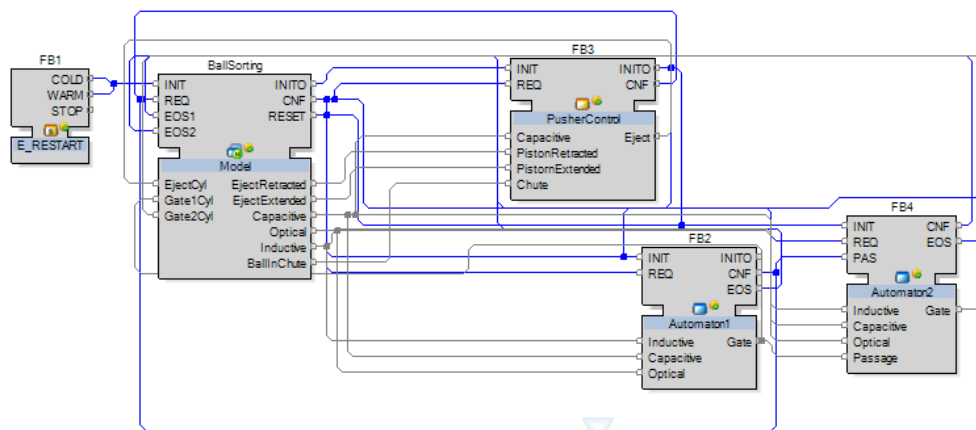 FB1
COLD
WARM
STOP
E_RESTART
BallSorting
INIT INITO
REQ CNF
EOS1 RESET
EOS2
Model
EjectCyl EjectRetracted
Gate1Cyl EjectExtended
Gate2Cyl Capacitive
Optical
Inductive
BallInChute
FB3
INIT INITO
REQ CNF
PusherControl
Capacitive Eject
PistonRetracted
PistornExtended
Chute
FB2
INIT INITO
REQ CNF
EOS
Automaton1
Inductive Gate
Capacitive
Optical
FB4
INIT CNF
REQ EOS
PAS
Automaton2
Inductive Gate
Capacitive
Optical
Passage